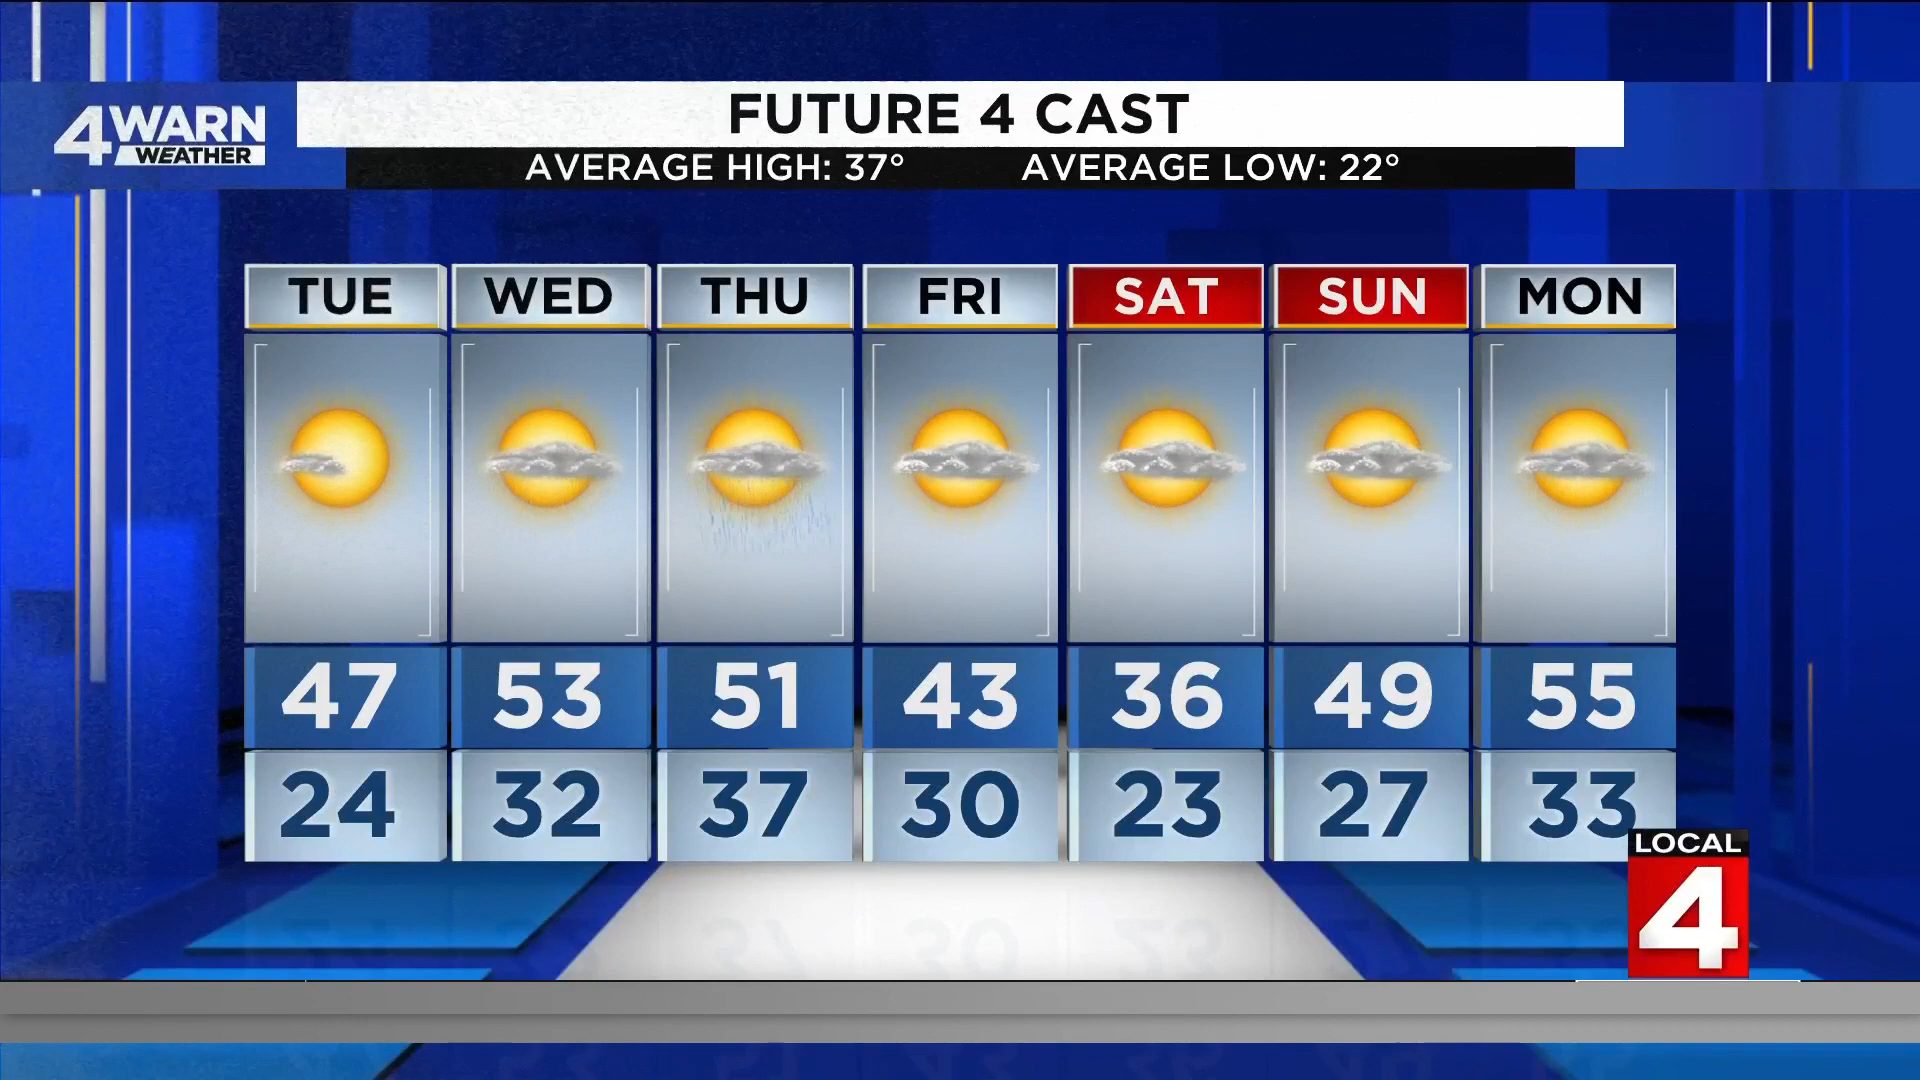 4WARN
WEATHER
FUTURE 4 CAST
AVERAGE HIGH: 37° AVERAGE LOW: 22°
TUE WED THU FRI SAT SUN MON
47 53 51 43 36 49 55
24 32 37 30 23 27 33
LOCAL
4